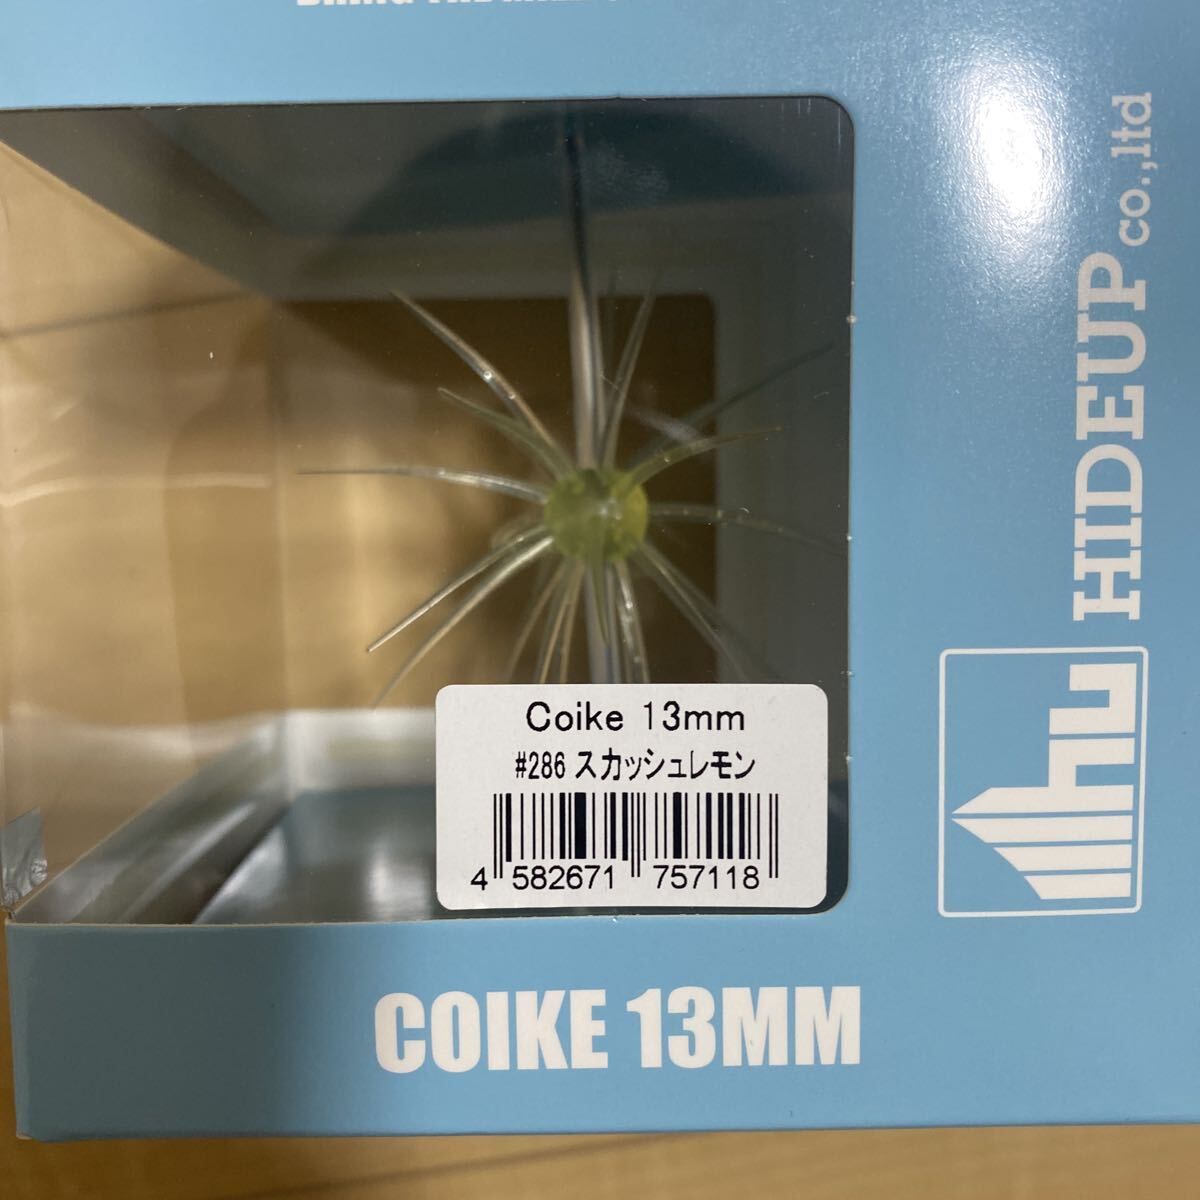 HIDEUP co.,ltd
hu
Coike 13mm
#286 スカッシュレモン
4 582671 757118
COIKE 13MM